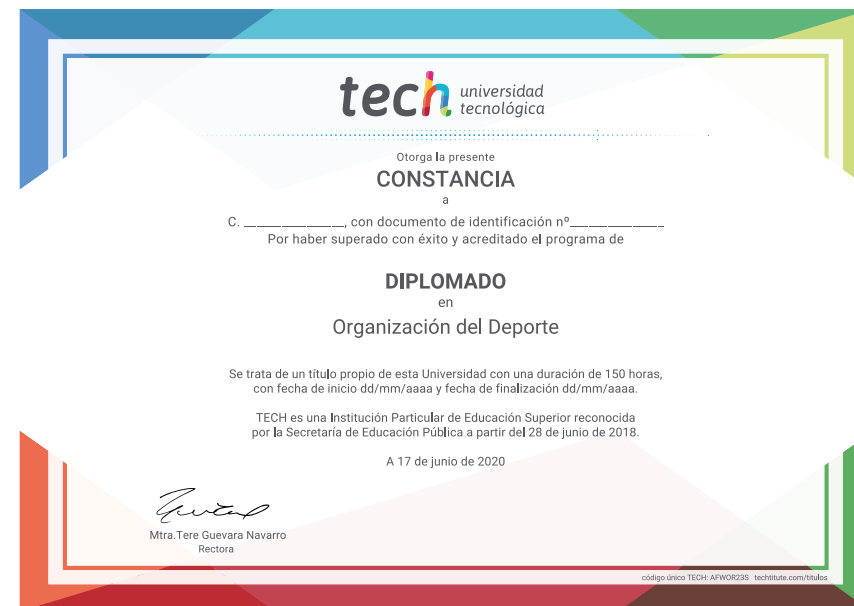 tech universidad
tecnológica
Otorga la presente
CONSTANCIA
a
C. _______________, con documento de identificación nº______________
Por haber superado con éxito y acreditado el programa de
DIPLOMADO
en
Organización del Deporte
Se trata de un título propio de esta Universidad con una duración de 150 horas,
con fecha de inicio dd/mm/aaaa y fecha de finalización dd/mm/aaaa.
TECH es una Institución Particular de Educación Superior reconocida
por la Secretaría de Educación Pública a partir del 28 de junio de 2018.
A 17 de junio de 2020
Mtra.Tere Guevara Navarro
Rectora
código único TECH: AFWOR23S techtitute.com/titulos